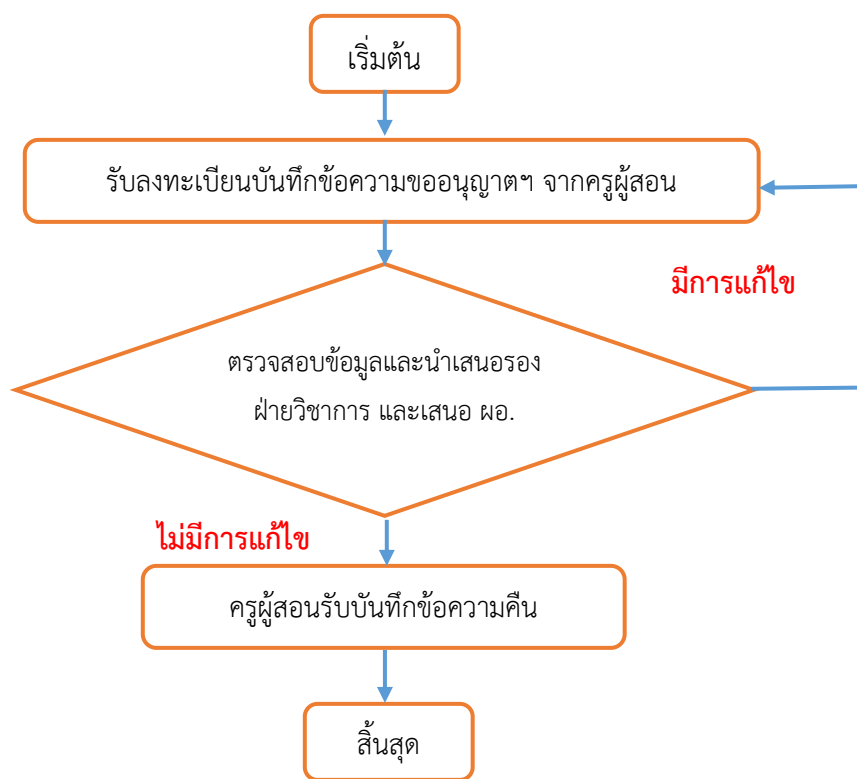 เริ่มต้น
รับลงทะเบียนบันทึกข้อความขออนุญาตฯ จากครูผู้สอน
มีการแก้ไข
ตรวจสอบข้อมูลและนำเสนอรอง
ฝ่ายวิชาการ และเสนอ ผอ.
ไม่มีการแก้ไข
ครูผู้สอนรับบันทึกข้อความคืน
สิ้นสุด